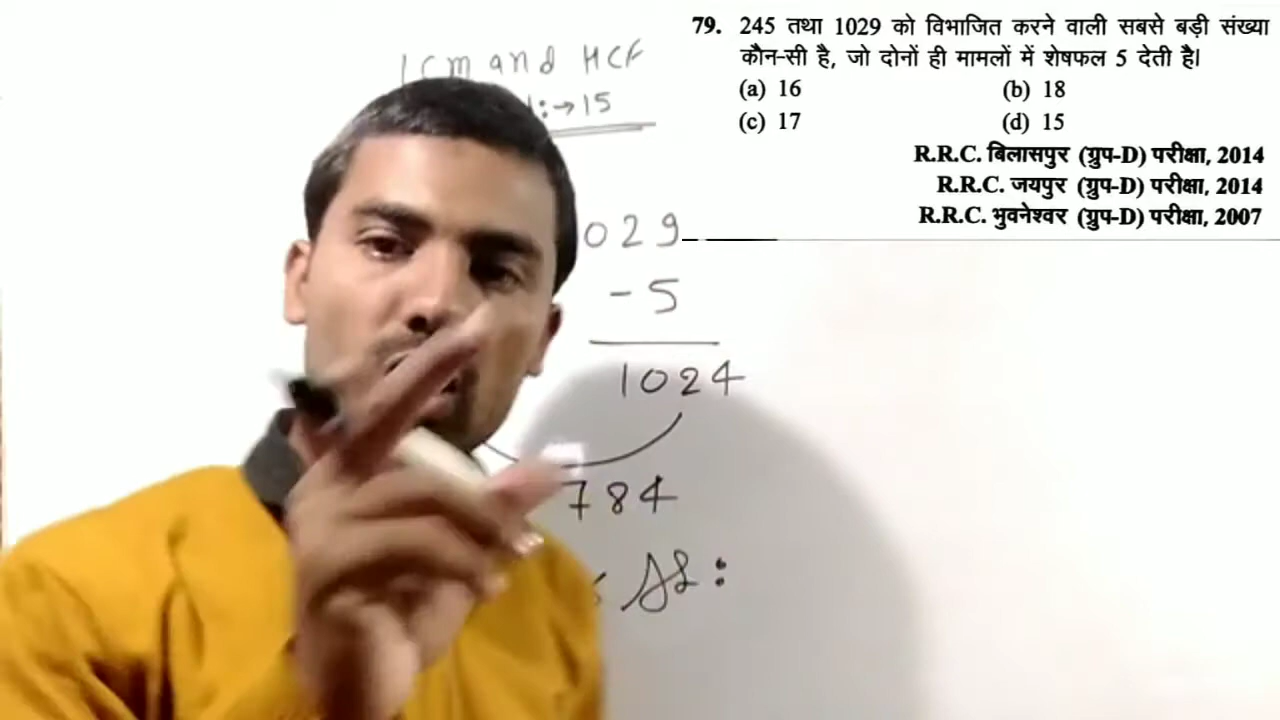 79. 245 तथा 1029 को विभाजित करने वाली सबसे बड़ी संख्या
कौन-सी है, जो दोनों ही मामलों में शेषफल 5 देती है।
(a) 16 (b) 18
(c) 17 (d) 15
R.R.C. बिलासपुर (ग्रुप-D) परीक्षा, 2014
R.R.C. जयपुर (ग्रुप-D) परीक्षा, 2014
R.R.C. भुवनेश्वर (ग्रुप-D) परीक्षा, 2007
LCM and HCF
:→15
029
-5
1024
784